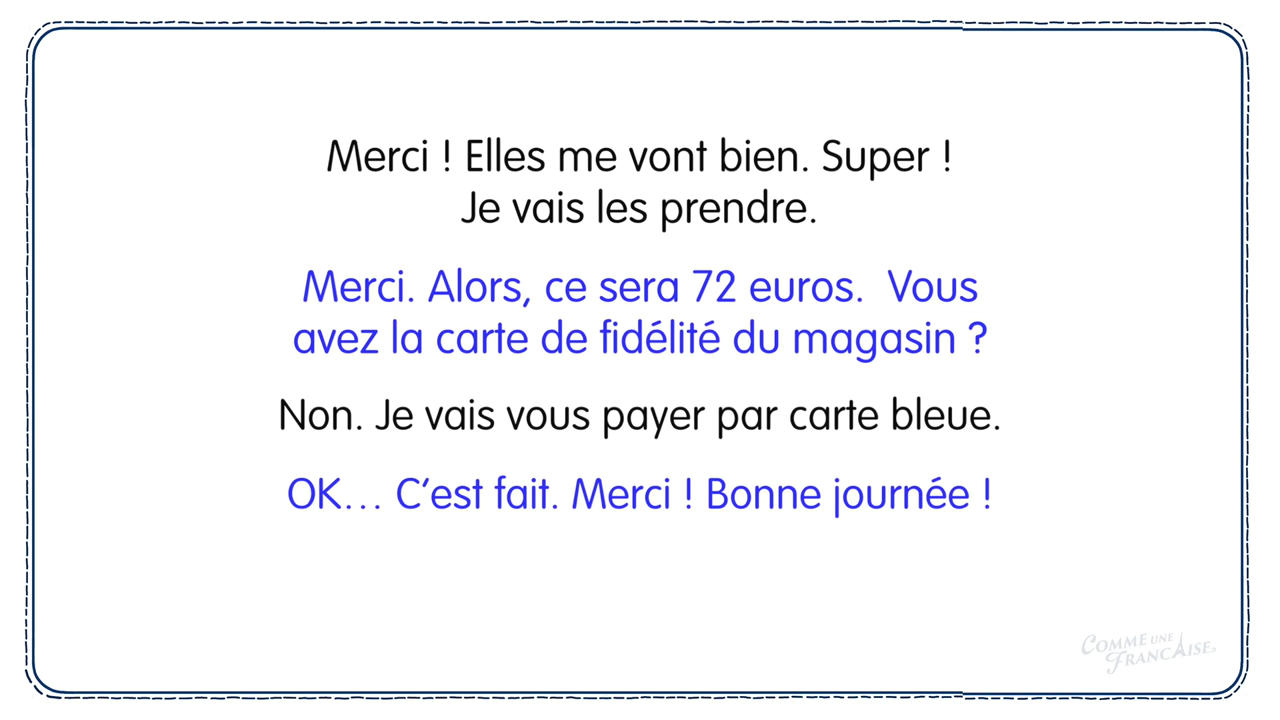 Merci ! Elles me vont bien. Super !
Je vais les prendre.
Merci. Alors, ce sera 72 euros.  Vous
avez la carte de fidélité du magasin ?
Non. Je vais vous payer par carte bleue.
OK… C’est fait. Merci ! Bonne journée !
COMME UNE
FRANÇAISE